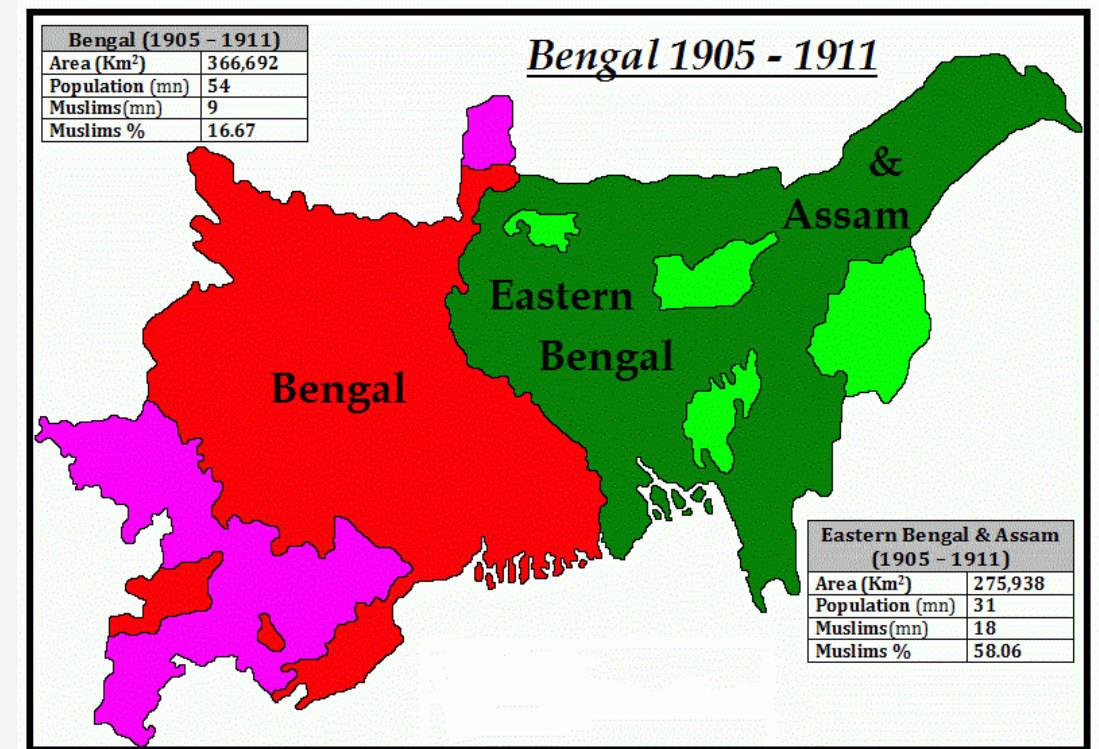 Bengal (1905 – 1911)
Area (Km²) 366,692
Population (mn) 54
Muslims(mn) 9
Muslims % 16.67
Bengal 1905 - 1911
&
Assam
Eastern
Bengal
Bengal
Eastern Bengal & Assam
(1905 – 1911)
Area (Km²) 275,938
Population (mn) 31
Muslims(mn) 18
Muslims % 58.06